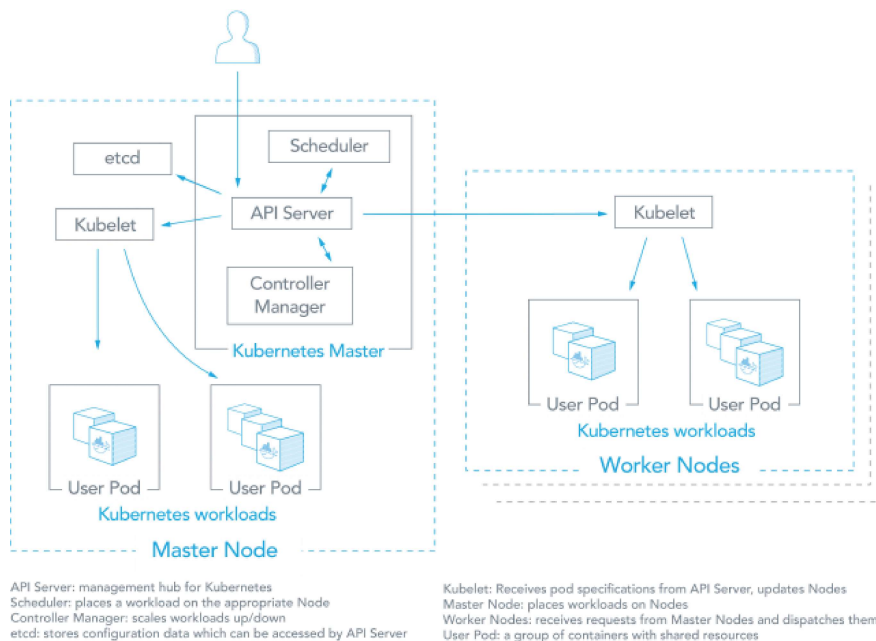 etcd
Scheduler
Kubelet
API Server
Controller
Manager
Kubernetes Master
User Pod
User Pod
Kubernetes workloads
Master Node
Kubelet
User Pod
User Pod
Kubernetes workloads
Worker Nodes
API Server: management hub for Kubernetes
Scheduler: places a workload on the appropriate Node
Controller Manager: scales workloads up/down
etcd: stores configuration data which can be accessed by API Server
Kubelet: Receives pod specifications from API Server, updates Nodes
Master Node: places workloads on Nodes
Worker Nodes: receives requests from Master Nodes and dispatches them
User Pod: a group of containers with shared resources